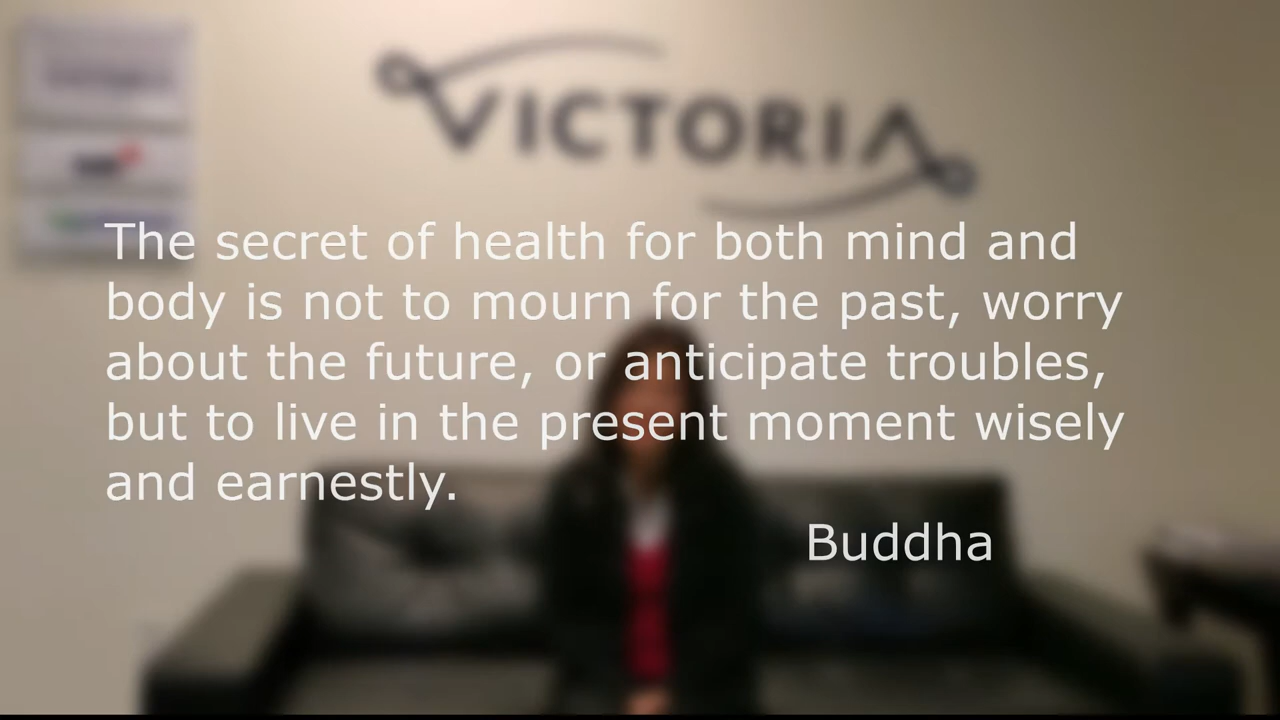 VICTORIA
The secret of health for both mind and
body is not to mourn for the past, worry
about the future, or anticipate troubles,
but to live in the present moment wisely
and earnestly.
Buddha